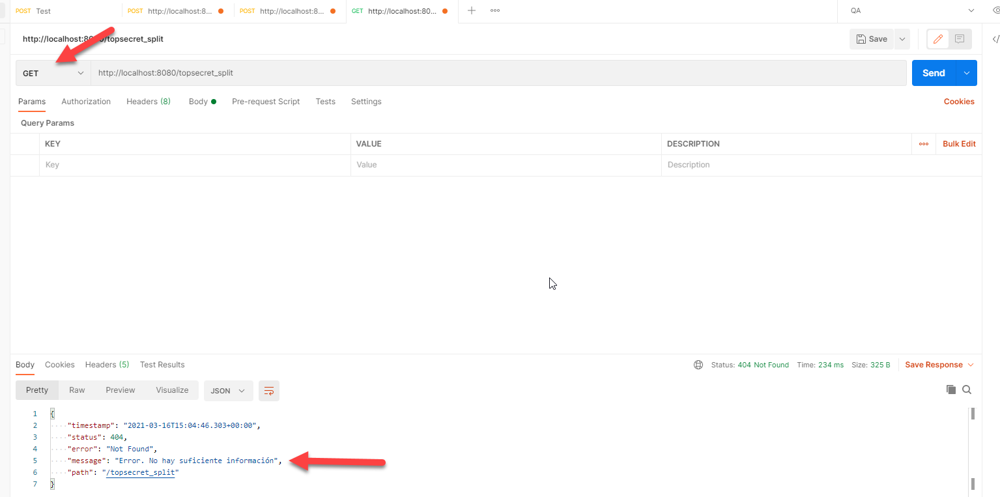 POST Test POST http://localhost:8... POST http://localhost:8... GET http://localhost:80... QA
http://localhost:8080/topsecret_split Save
GET http://localhost:8080/topsecret_split Send
Params Authorization Headers (8) Body Pre-request Script Tests Settings Cookies
Query Params
KEY VALUE DESCRIPTION Bulk Edit
Key Value Description
Body Cookies Headers (5) Test Results Status: 404 Not Found Time: 234 ms Size: 325 B Save Response
Pretty Raw Preview Visualize JSON
1 {
2 "timestamp": "2021-03-16T15:04:46.303+00:00",
3 "status": 404,
4 "error": "Not Found",
5 "message": "Error. No hay suficiente información",
6 "path": "/topsecret_split"
7 }